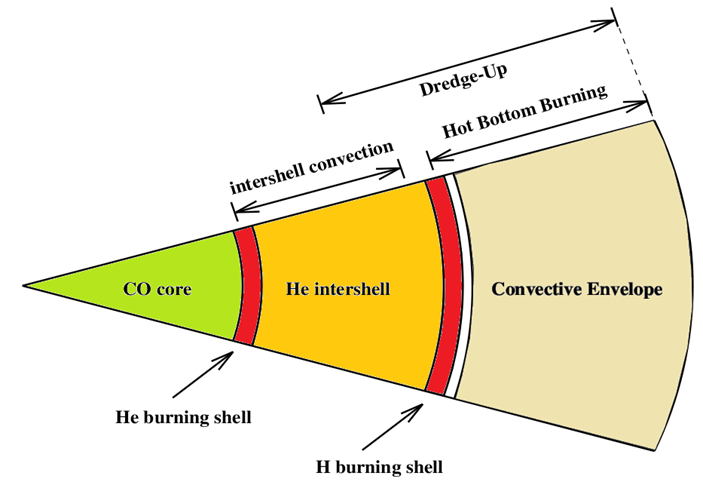 Dredge-Up
Hot Bottom Burning
intershell convection
CO core
He intershell
Convective Envelope
He burning shell
H burning shell